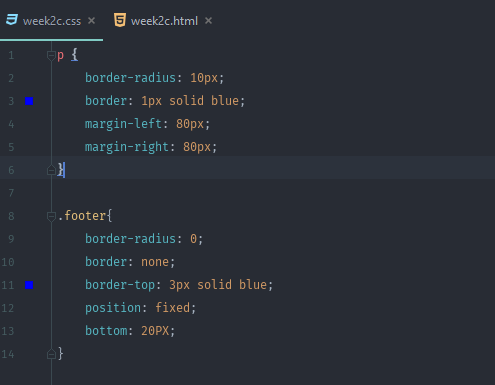 week2c.css × week2c.html ×
1 p {
2 border-radius: 10px;
3 border: 1px solid blue;
4 margin-left: 80px;
5 margin-right: 80px;
6 }
7
8 .footer{
9 border-radius: 0;
10 border: none;
11 border-top: 3px solid blue;
12 position: fixed;
13 bottom: 20PX;
14 }